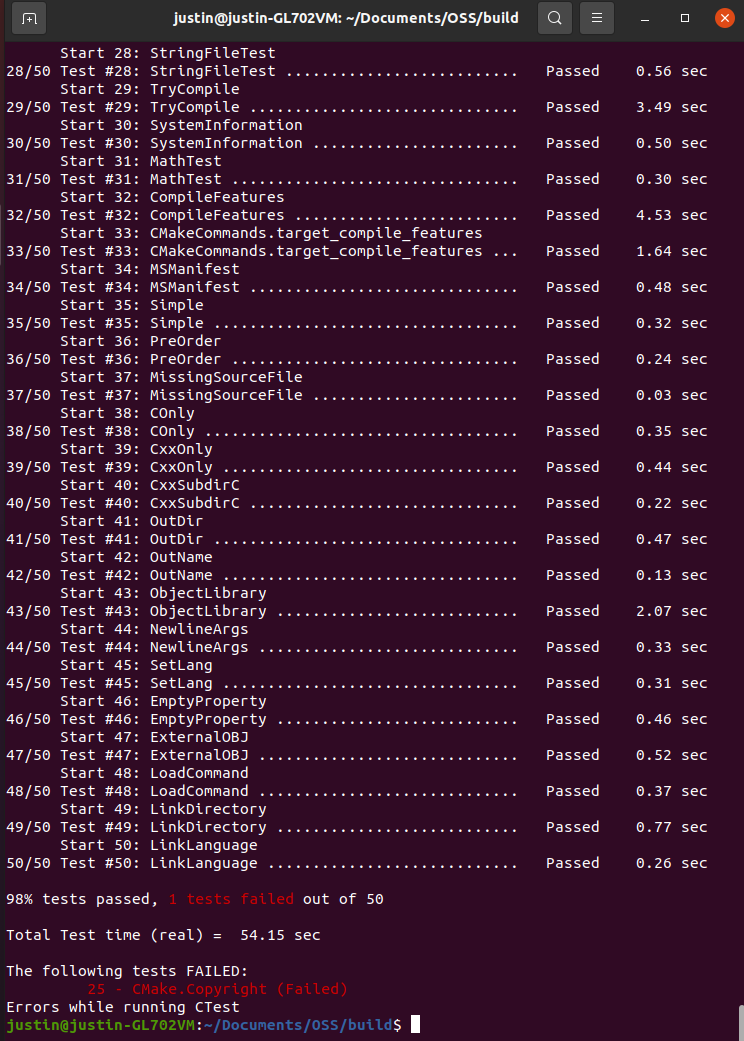 justin@justin-GL702VM: ~/Documents/OSS/build
Start 28: StringFileTest
28/50 Test #28: StringFileTest ..........................   Passed    0.56 sec
Start 29: TryCompile
29/50 Test #29: TryCompile ..............................   Passed    3.49 sec
Start 30: SystemInformation
30/50 Test #30: SystemInformation .......................   Passed    0.50 sec
Start 31: MathTest
31/50 Test #31: MathTest ................................   Passed    0.30 sec
Start 32: CompileFeatures
32/50 Test #32: CompileFeatures .........................   Passed    4.53 sec
Start 33: CMakeCommands.target_compile_features
33/50 Test #33: CMakeCommands.target_compile_features ...   Passed    1.64 sec
Start 34: MSManifest
34/50 Test #34: MSManifest ..............................   Passed    0.48 sec
Start 35: Simple
35/50 Test #35: Simple ..................................   Passed    0.32 sec
Start 36: PreOrder
36/50 Test #36: PreOrder ................................   Passed    0.24 sec
Start 37: MissingSourceFile
37/50 Test #37: MissingSourceFile .......................   Passed    0.03 sec
Start 38: COnly
38/50 Test #38: COnly ...................................   Passed    0.35 sec
Start 39: CxxOnly
39/50 Test #39: CxxOnly .................................   Passed    0.44 sec
Start 40: CxxSubdirC
40/50 Test #40: CxxSubdirC ..............................   Passed    0.22 sec
Start 41: OutDir
41/50 Test #41: OutDir ..................................   Passed    0.47 sec
Start 42: OutName
42/50 Test #42: OutName .................................   Passed    0.13 sec
Start 43: ObjectLibrary
43/50 Test #43: ObjectLibrary ...........................   Passed    2.07 sec
Start 44: NewlineArgs
44/50 Test #44: NewlineArgs .............................   Passed    0.33 sec
Start 45: SetLang
45/50 Test #45: SetLang .................................   Passed    0.31 sec
Start 46: EmptyProperty
46/50 Test #46: EmptyProperty ...........................   Passed    0.46 sec
Start 47: ExternalOBJ
47/50 Test #47: ExternalOBJ .............................   Passed    0.52 sec
Start 48: LoadCommand
48/50 Test #48: LoadCommand .............................   Passed    0.37 sec
Start 49: LinkDirectory
49/50 Test #49: LinkDirectory ...........................   Passed    0.77 sec
Start 50: LinkLanguage
50/50 Test #50: LinkLanguage ............................   Passed    0.26 sec
98% tests passed, 1 tests failed out of 50
Total Test time (real) =  54.15 sec
The following tests FAILED:
25 - CMake.Copyright (Failed)
Errors while running CTest
justin@justin-GL702VM:~/Documents/OSS/build$